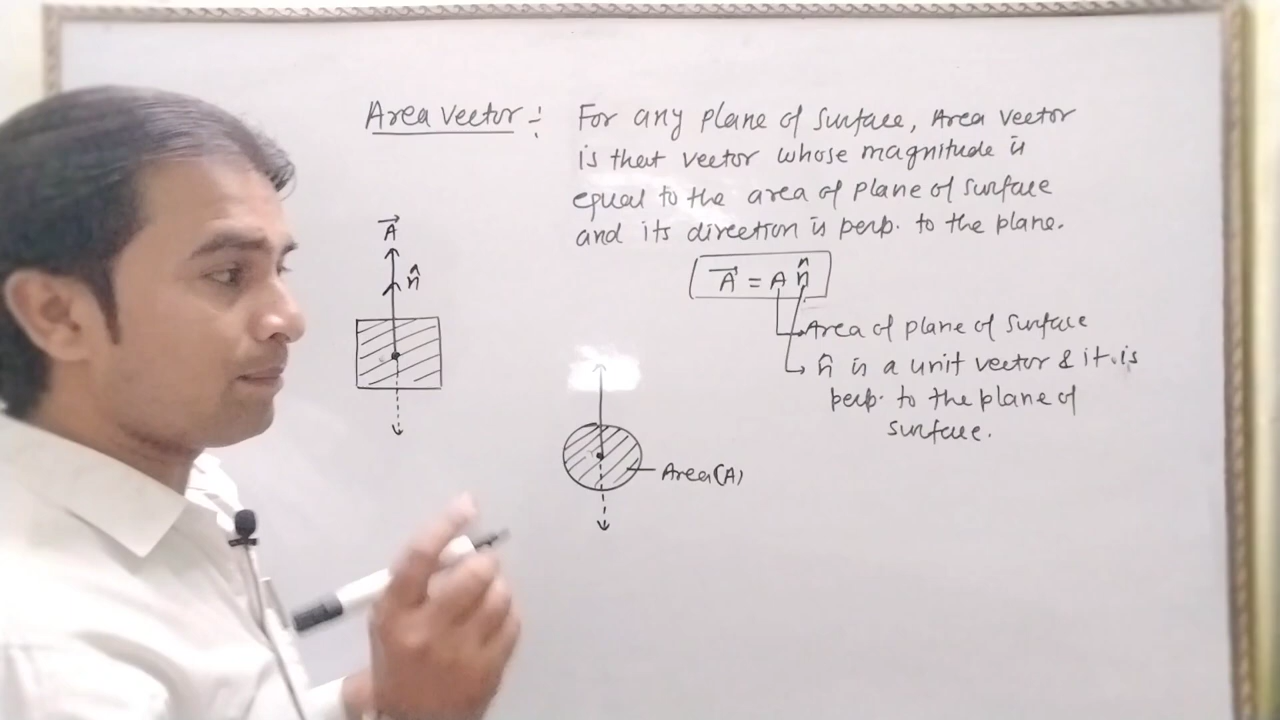 Area Vector :- For any plane of surface, Area vector
is that vector whose magnitude is
equal to the area of plane of surface
and its direction is perp. to the plane.
A⃗
n̂
A⃗ = A n̂
Area of plane of surface
n̂ is a unit vector & it is
perp. to the plane of
surface.
Area(A)